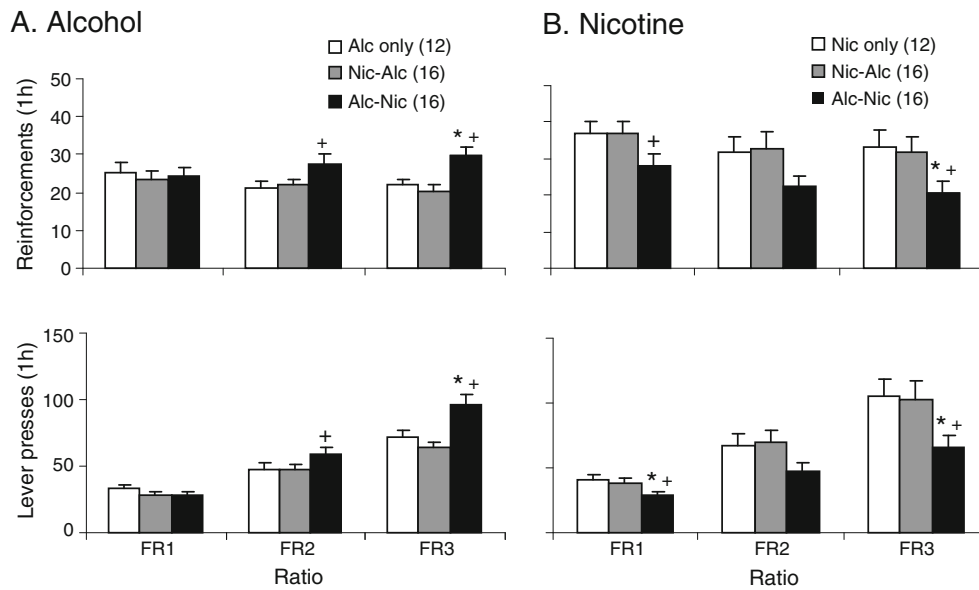 A. Alcohol
Alc only (12)
Nic-Alc (16)
Alc-Nic (16)
Reinforcements (1h)
50
40
30
20
10
0
+
* +
Lever presses (1h)
150
100
50
0
+
* +
FR1 FR2 FR3
Ratio
B. Nicotine
Nic only (12)
Nic-Alc (16)
Alc-Nic (16)
+
* +
* +
* +
FR1 FR2 FR3
Ratio